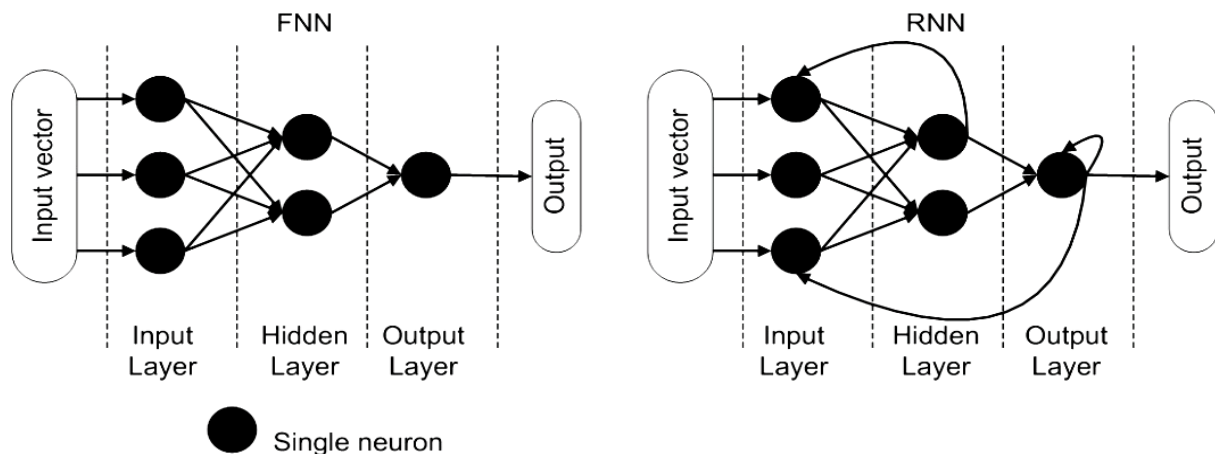 FNN
Input vector
Output
Input
Layer
Hidden
Layer
Output
Layer
Single neuron
RNN
Input vector
Output
Input
Layer
Hidden
Layer
Output
Layer